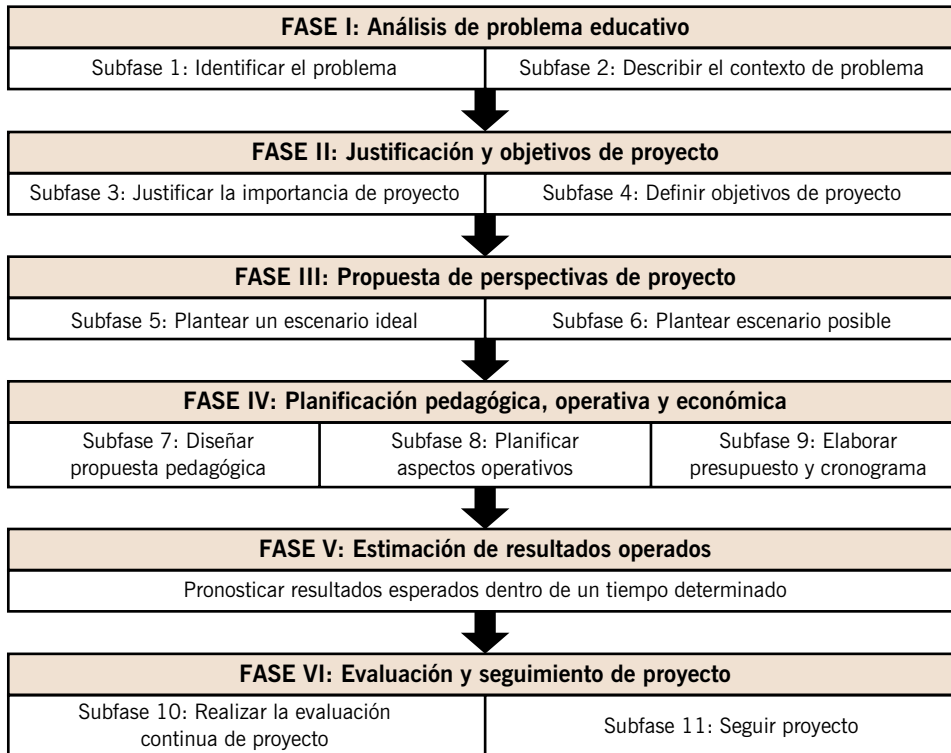 FASE I: Análisis de problema educativo
Subfase 1: Identificar el problema
Subfase 2: Describir el contexto de problema
FASE II: Justificación y objetivos de proyecto
Subfase 3: Justificar la importancia de proyecto
Subfase 4: Definir objetivos de proyecto
FASE III: Propuesta de perspectivas de proyecto
Subfase 5: Plantear un escenario ideal
Subfase 6: Plantear escenario posible
FASE IV: Planificación pedagógica, operativa y económica
Subfase 7: Diseñar
propuesta pedagógica
Subfase 8: Planificar
aspectos operativos
Subfase 9: Elaborar
presupuesto y cronograma
FASE V: Estimación de resultados operados
Pronosticar resultados esperados dentro de un tiempo determinado
FASE VI: Evaluación y seguimiento de proyecto
Subfase 10: Realizar la evaluación
continua de proyecto
Subfase 11: Seguir proyecto